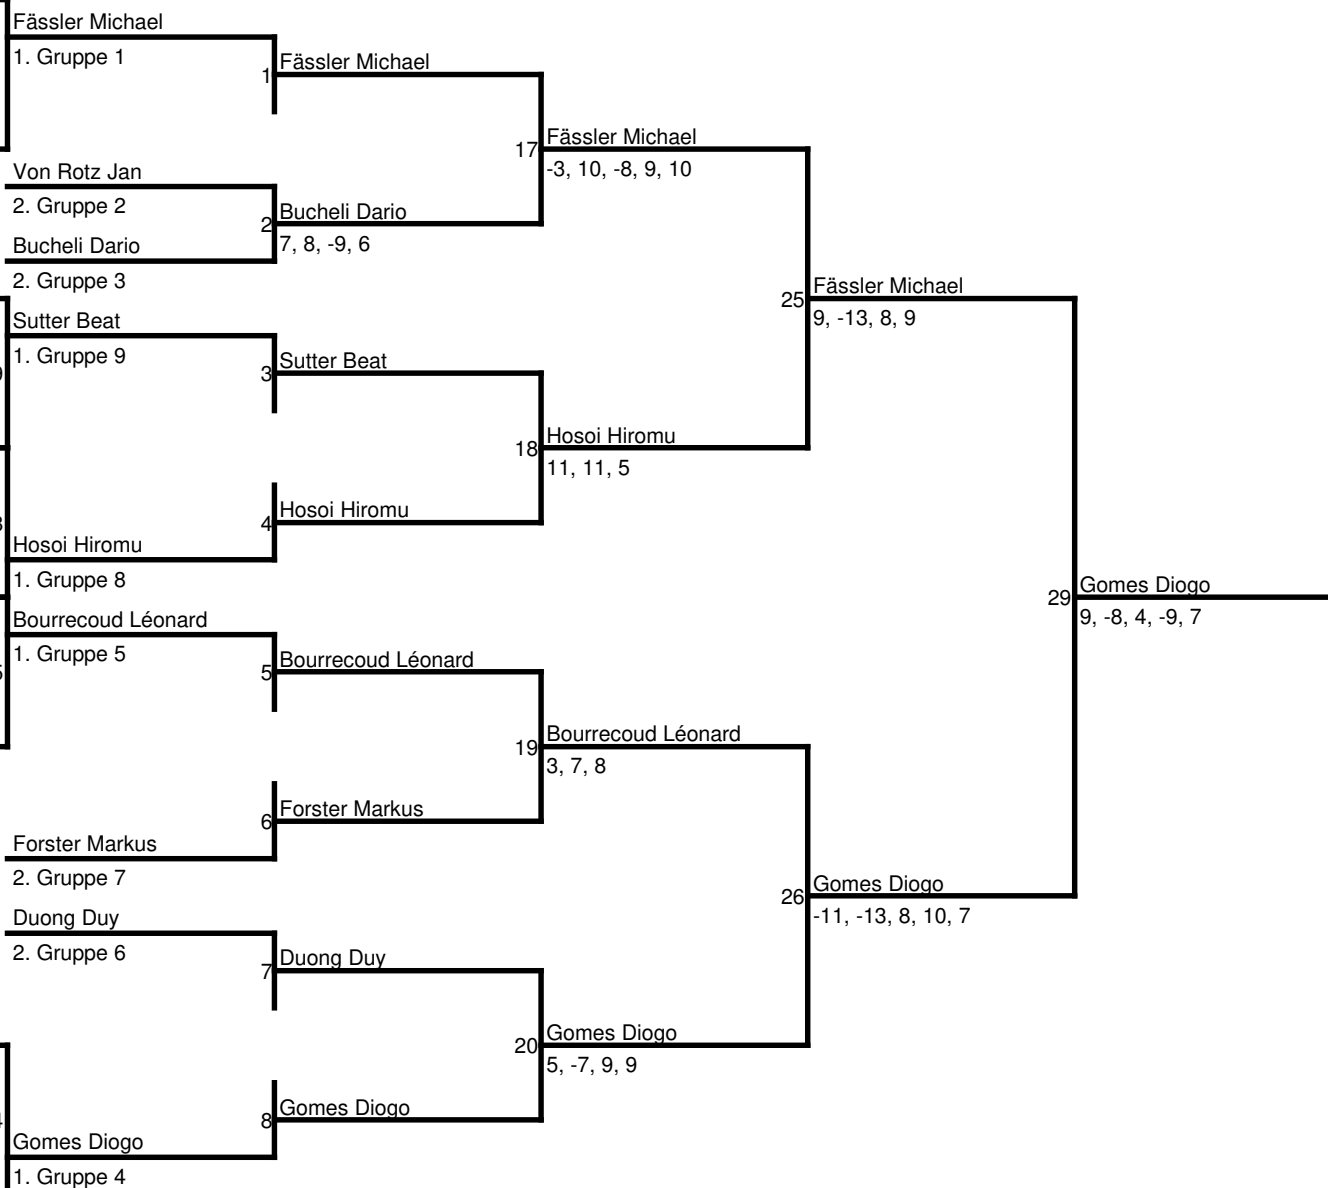 Fässler Michael
1. Gruppe 1
1
Fässler Michael
17
Fässler Michael
-3, 10, -8, 9, 10
Von Rotz Jan
2. Gruppe 2
2
Bucheli Dario
7, 8, -9, 6
Bucheli Dario
2. Gruppe 3
25
Fässler Michael
9, -13, 8, 9
Sutter Beat
1. Gruppe 9
3
Sutter Beat
18
Hosoi Hiromu
11, 11, 5
4
Hosoi Hiromu
Hosoi Hiromu
1. Gruppe 8
29
Gomes Diogo
9, -8, 4, -9, 7
Bourrecoud Léonard
1. Gruppe 5
5
Bourrecoud Léonard
19
Bourrecoud Léonard
3, 7, 8
6
Forster Markus
Forster Markus
2. Gruppe 7
26
Gomes Diogo
-11, -13, 8, 10, 7
Duong Duy
2. Gruppe 6
7
Duong Duy
20
Gomes Diogo
5, -7, 9, 9
8
Gomes Diogo
Gomes Diogo
1. Gruppe 4